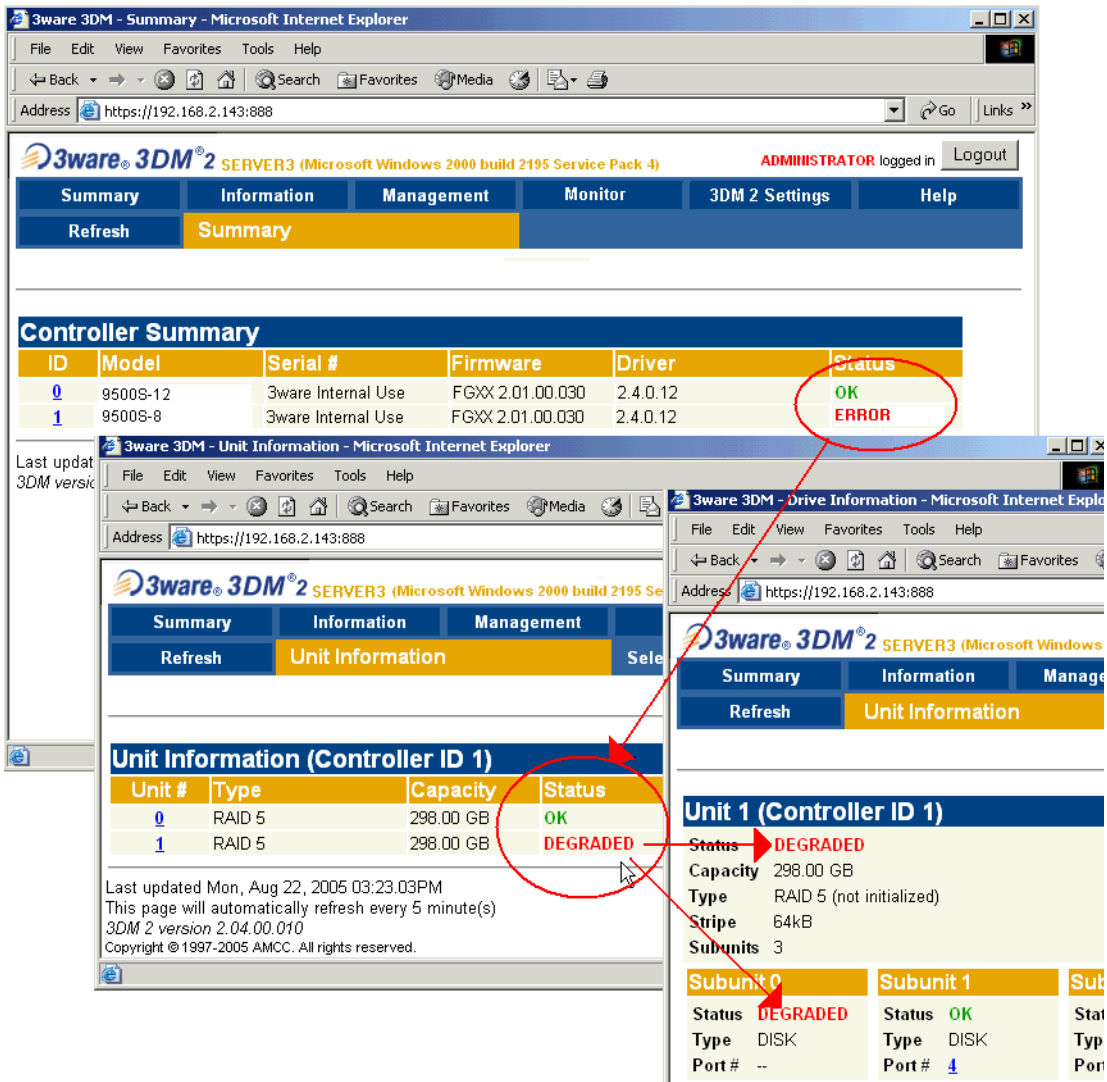 3ware 3DM - Summary - Microsoft Internet Explorer
File Edit View Favorites Tools Help
Back Search Favorites Media
Address https://192.168.2.143:888 Go Links »
3ware® 3DM®2 SERVER3 (Microsoft Windows 2000 build 2195 Service Pack 4) ADMINISTRATOR logged in Logout
Summary Information Management Monitor 3DM 2 Settings Help
Refresh Summary
Controller Summary
ID Model Serial # Firmware Driver Status
0 9500S-12 3ware Internal Use FGXX 2.01.00.030 2.4.0.12 OK
1 9500S-8 3ware Internal Use FGXX 2.01.00.030 2.4.0.12 ERROR
Last updat
3DM versic
3ware 3DM - Unit Information - Microsoft Internet Explorer
File Edit View Favorites Tools Help
Back Search Favorites Media
Address https://192.168.2.143:888
3ware® 3DM®2 SERVER3 (Microsoft Windows 2000 build 2195 Se
Summary Information Management
Refresh Unit Information Sele
Unit Information (Controller ID 1)
Unit # Type Capacity Status
0 RAID 5 298.00 GB OK
1 RAID 5 298.00 GB DEGRADED
Last updated Mon, Aug 22, 2005 03:23.03PM
This page will automatically refresh every 5 minute(s)
3DM 2 version 2.04.00.010
Copyright © 1997-2005 AMCC. All rights reserved.
3ware 3DM - Drive Information - Microsoft Internet Explo
File Edit View Favorites Tools Help
Back Search Favorites
Address https://192.168.2.143:888
3ware® 3DM®2 SERVER3 (Microsoft Windows
Summary Information Manage
Refresh Unit Information
Unit 1 (Controller ID 1)
Status DEGRADED
Capacity 298.00 GB
Type RAID 5 (not initialized)
Stripe 64kB
Subunits 3
Subunit 0 Subunit 1 Sub
Status DEGRADED Status OK Stat
Type DISK Type DISK Typ
Port # -- Port # 4 Port